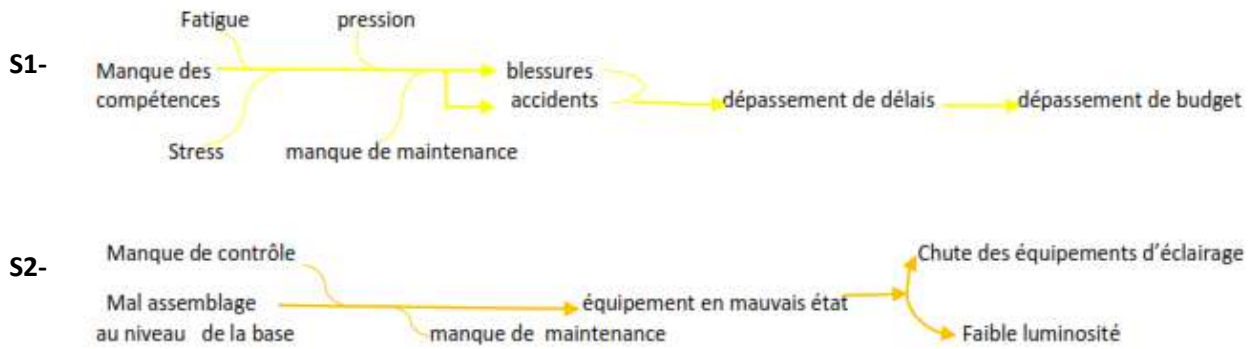 Fatigue pression
S1- Manque des blessures
compétences accidents dépassement de délais dépassement de budget
Stress manque de maintenance
Manque de contrôle Chute des équipements d’éclairage
S2-
Mal assemblage équipement en mauvais état
au niveau de la base manque de maintenance Faible luminosité